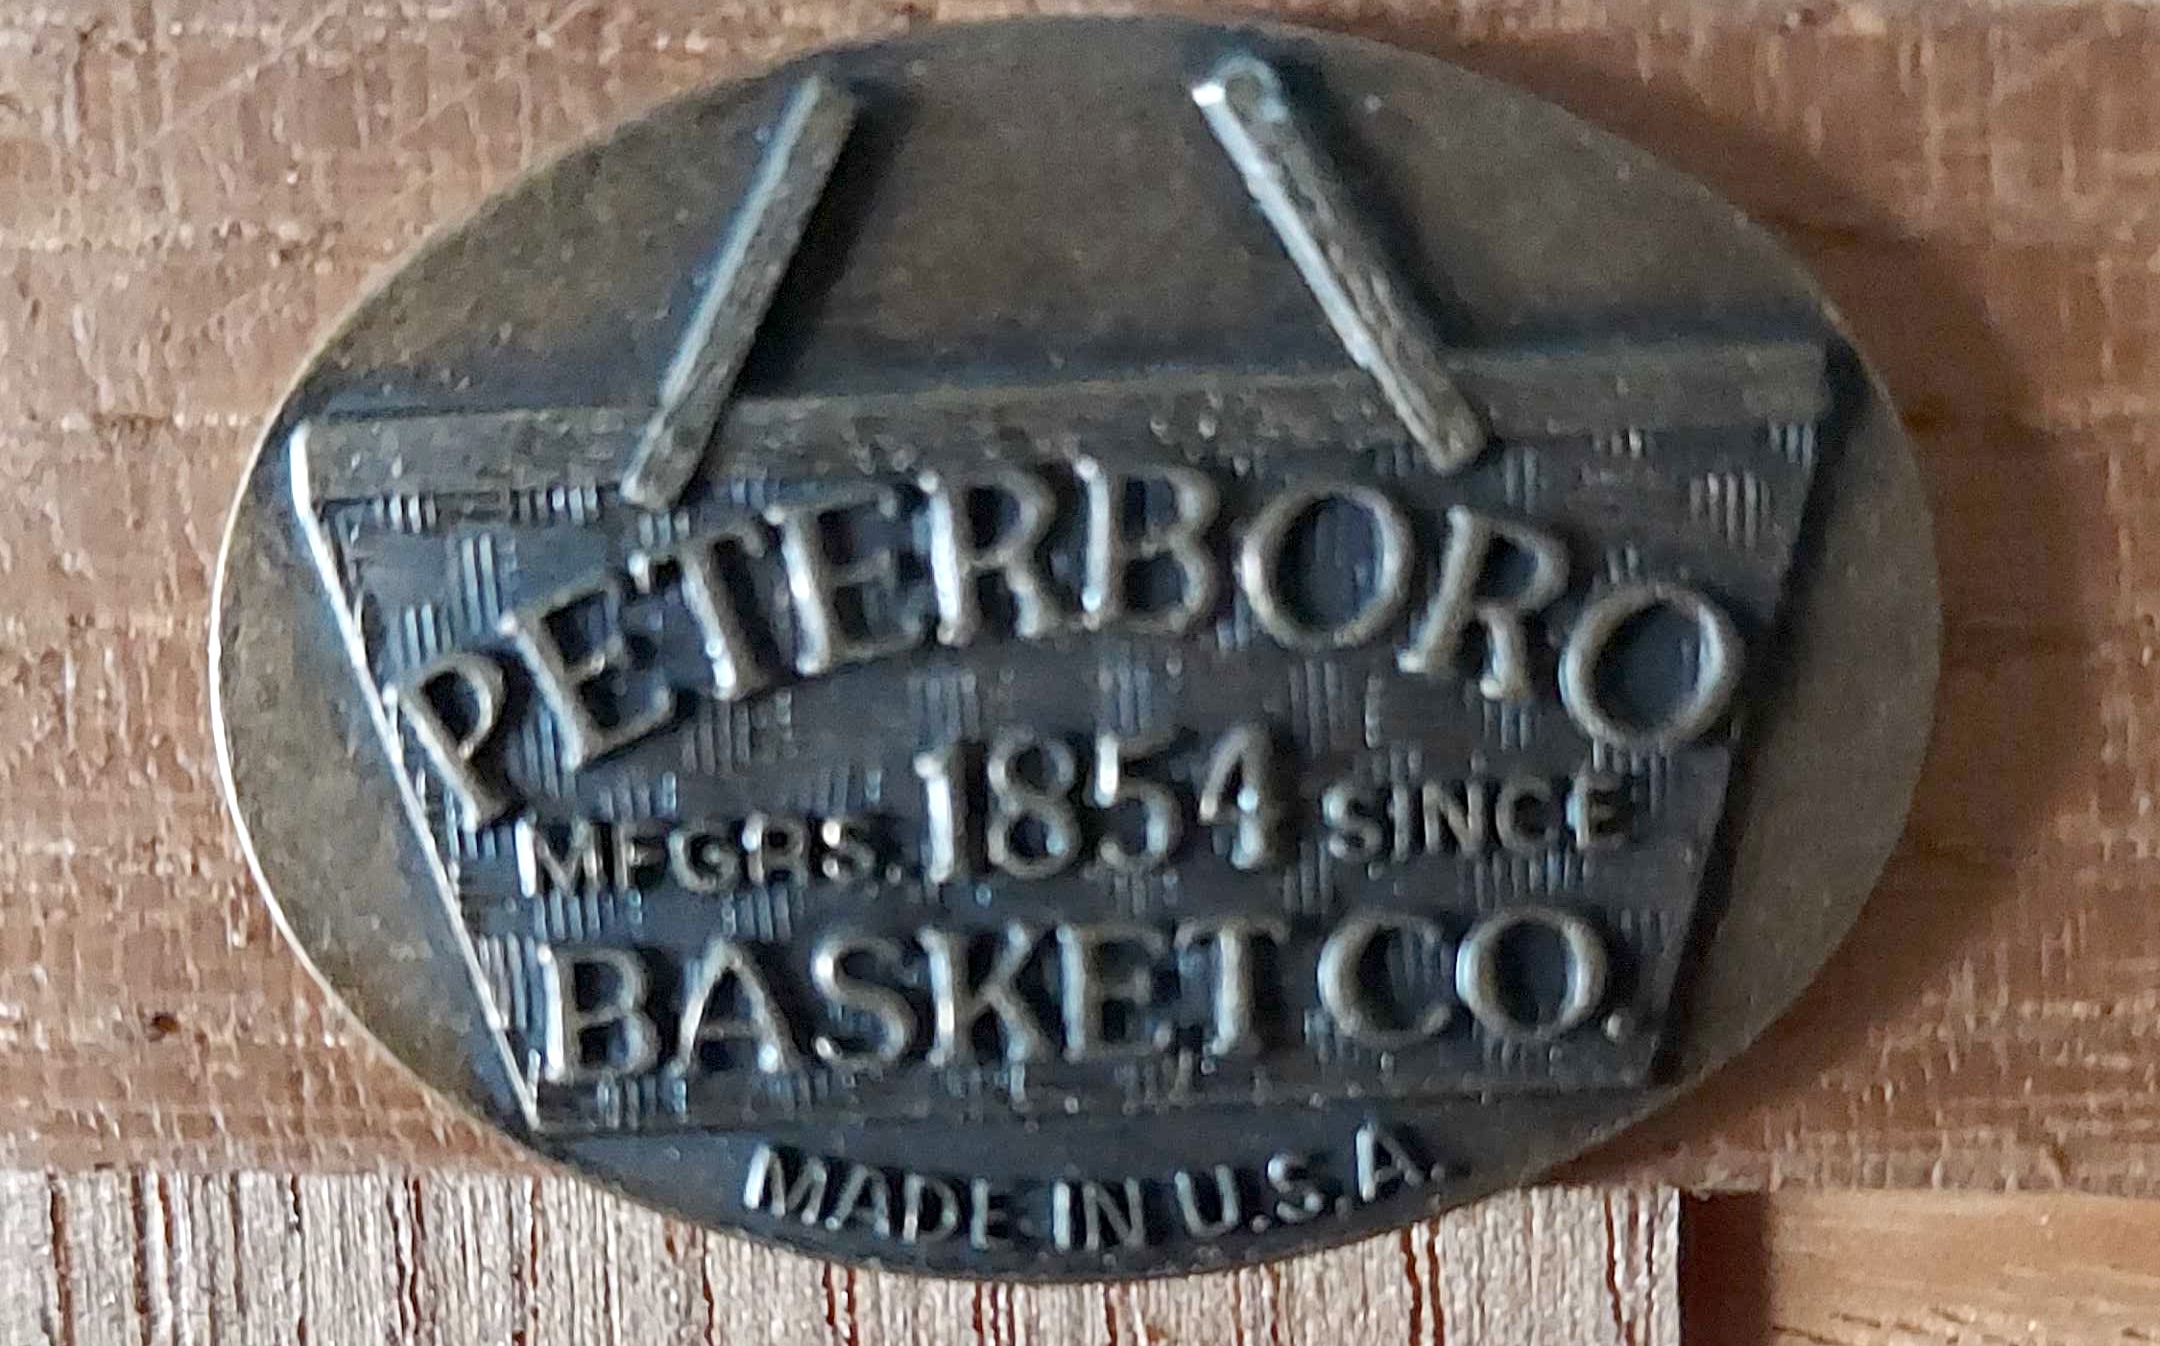 PETERBORO
MFGRS. 1854 SINCE
BASKET CO.
MADE IN U.S.A.